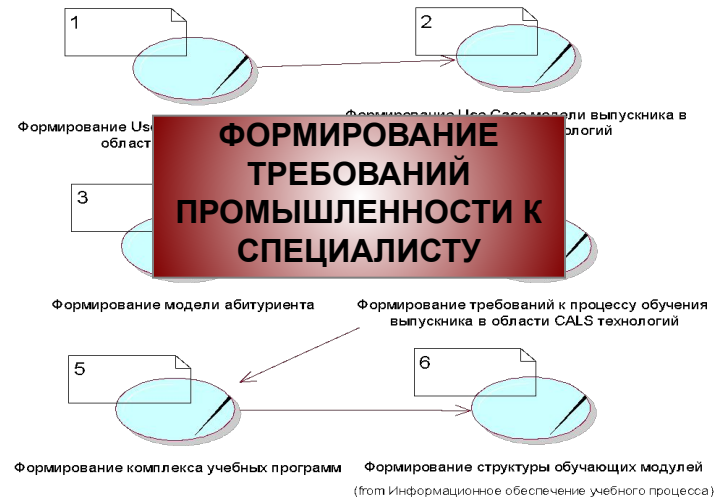 1
2
Формирование Use
област
Формирование Use Case модели выпускника в
ологий
ФОРМИРОВАНИЕ
ТРЕБОВАНИЙ
ПРОМЫШЛЕННОСТИ К
СПЕЦИАЛИСТУ
3
Формирование модели абитуриента
Формирование требований к процессу обучения
выпускника в области CALS технологий
5
6
Формирование комплекса учебных программ
Формирование структуры обучающих модулей
(from Информационное обеспечение учебного процесса)